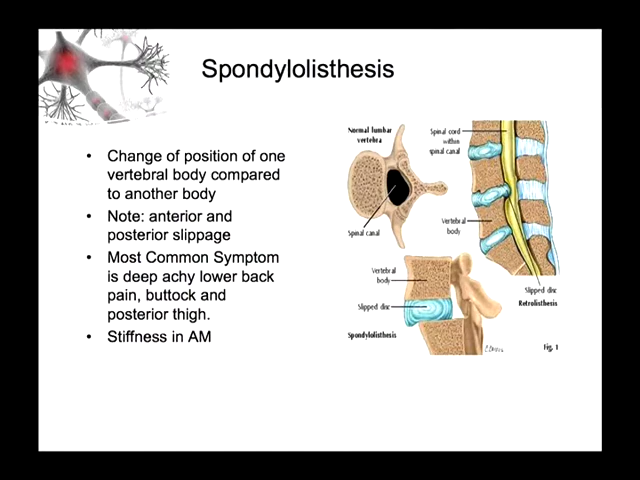 Spondylolisthesis
• Change of position of one
vertebral body compared
to another body
• Note: anterior and
posterior slippage
• Most Common Symptom
is deep achy lower back
pain, buttock and
posterior thigh.
• Stiffness in AM
Normal lumbar
vertebra
Spinal canal
Spinal cord
within
spinal canal
Vertebral
body
Slipped disc
Retrolisthesis
Vertebral
body
Slipped disc
Spondylolisthesis
Fig. 1